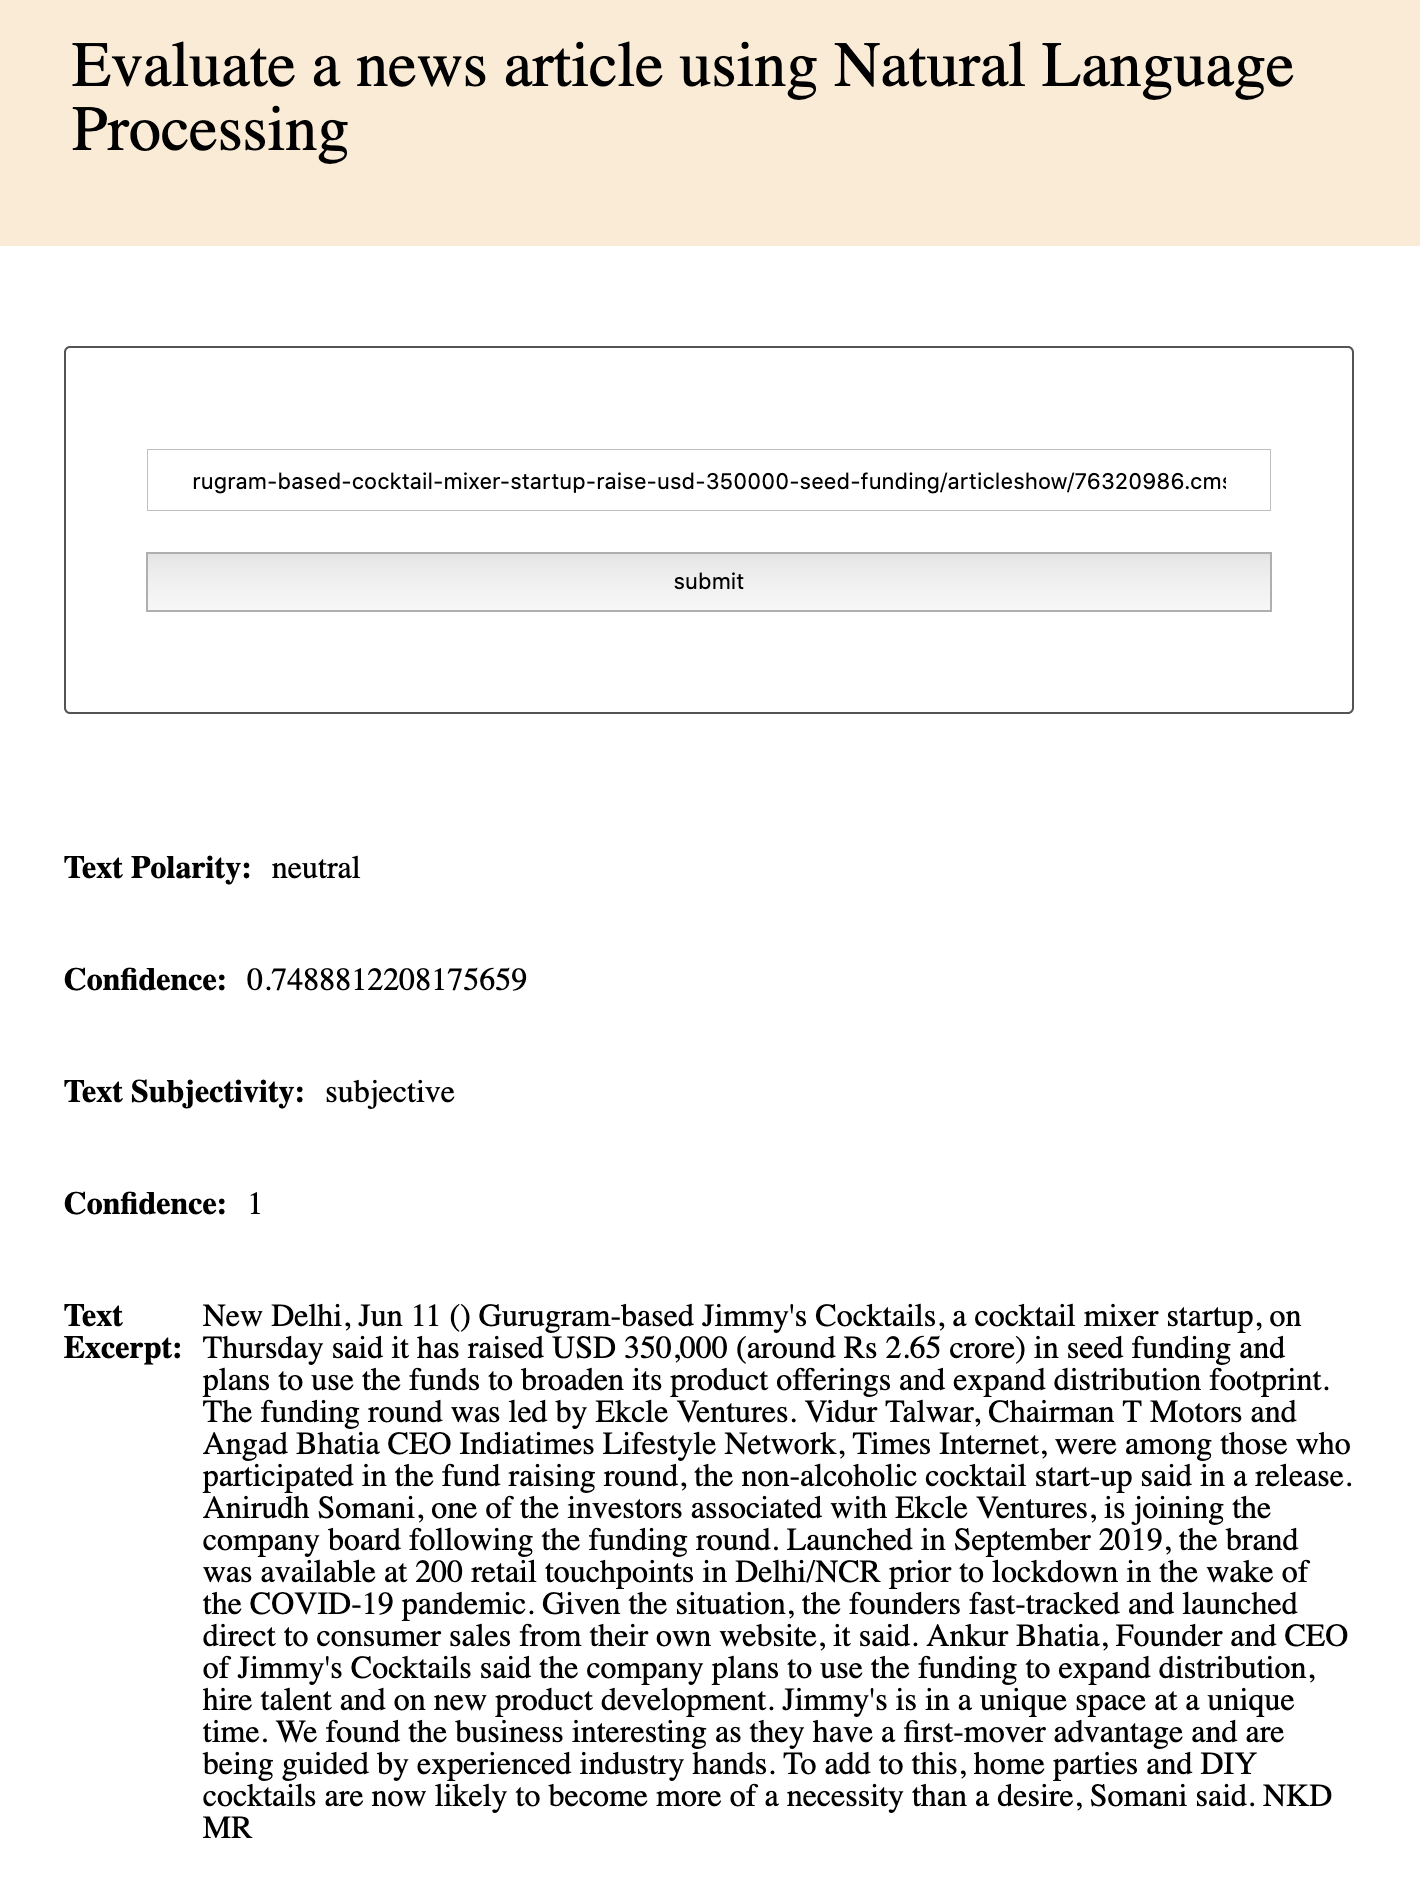 Evaluate a news article using Natural Language
Processing
rugram-based-cocktail-mixer-startup-raise-usd-350000-seed-funding/articleshow/76320986.cms
submit
Text Polarity: neutral
Confidence: 0.7488812208175659
Text Subjectivity: subjective
Confidence: 1
Text Excerpt:
New Delhi, Jun 11 () Gurugram-based Jimmy's Cocktails, a cocktail mixer startup, on
Thursday said it has raised USD 350,000 (around Rs 2.65 crore) in seed funding and
plans to use the funds to broaden its product offerings and expand distribution footprint.
The funding round was led by Ekcle Ventures. Vidur Talwar, Chairman T Motors and
Angad Bhatia CEO Indiatimes Lifestyle Network, Times Internet, were among those who
participated in the fund raising round, the non-alcoholic cocktail start-up said in a release.
Anirudh Somani, one of the investors associated with Ekcle Ventures, is joining the
company board following the funding round. Launched in September 2019, the brand
was available at 200 retail touchpoints in Delhi/NCR prior to lockdown in the wake of
the COVID-19 pandemic. Given the situation, the founders fast-tracked and launched
direct to consumer sales from their own website, it said. Ankur Bhatia, Founder and CEO
of Jimmy's Cocktails said the company plans to use the funding to expand distribution,
hire talent and on new product development. Jimmy's is in a unique space at a unique
time. We found the business interesting as they have a first-mover advantage and are
being guided by experienced industry hands. To add to this, home parties and DIY
cocktails are now likely to become more of a necessity than a desire, Somani said. NKD
MR